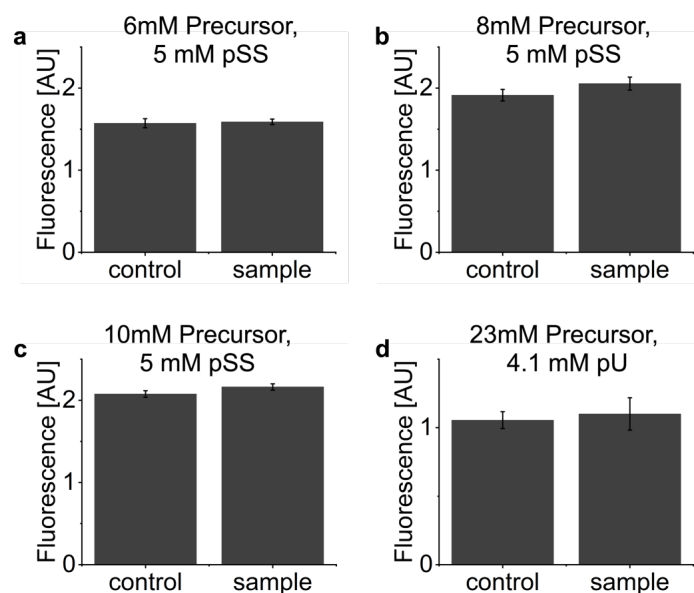 a
6mM Precursor,
5 mM pSS
Fluorescence [AU]
2
1
0
control sample
b
8mM Precursor,
5 mM pSS
Fluorescence [AU]
2
1
0
control sample
c
10mM Precursor,
5 mM pSS
Fluorescence [AU]
2
1
0
control sample
d
23mM Precursor,
4.1 mM pU
Fluorescence [AU]
1
0
control sample